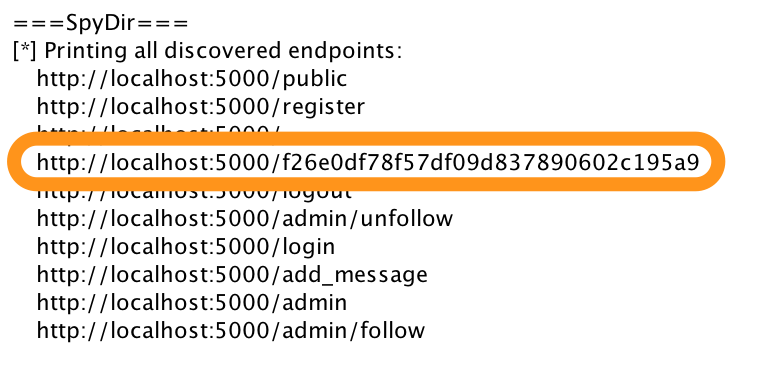 ===SpyDir===
[*] Printing all discovered endpoints:
http://localhost:5000/public
http://localhost:5000/register
http://localhost:5000/
http://localhost:5000/f26e0df78f57df09d837890602c195a9
http://localhost:5000/logout
http://localhost:5000/admin/unfollow
http://localhost:5000/login
http://localhost:5000/add_message
http://localhost:5000/admin
http://localhost:5000/admin/follow